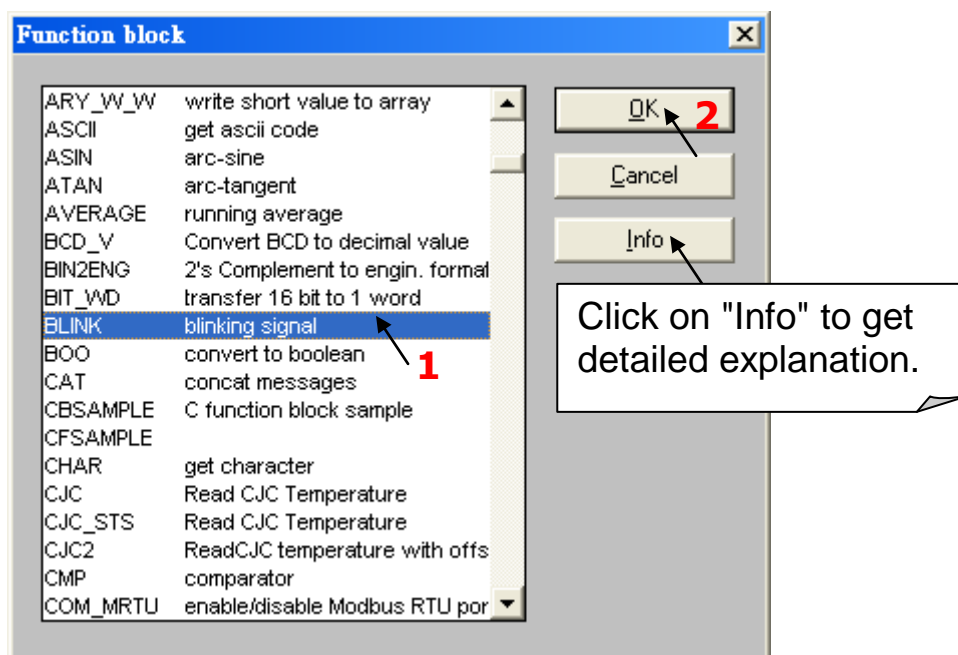 Function block
ARY_W_W write short value to array
ASCII get ascii code
ASIN arc-sine
ATAN arc-tangent
AVERAGE running average
BCD_V Convert BCD to decimal value
BIN2ENG 2's Complement to engin. format
BIT_WD transfer 16 bit to 1 word
BLINK blinking signal
BOO convert to boolean
CAT concat messages
CBSAMPLE C function block sample
CFSAMPLE
CHAR get character
CJC Read CJC Temperature
CJC_STS Read CJC Temperature
CJC2 ReadCJC temperature with offs
CMP comparator
COM_MRTU enable/disable Modbus RTU por
1
OK
2
Cancel
Info
Click on "Info" to get
detailed explanation.